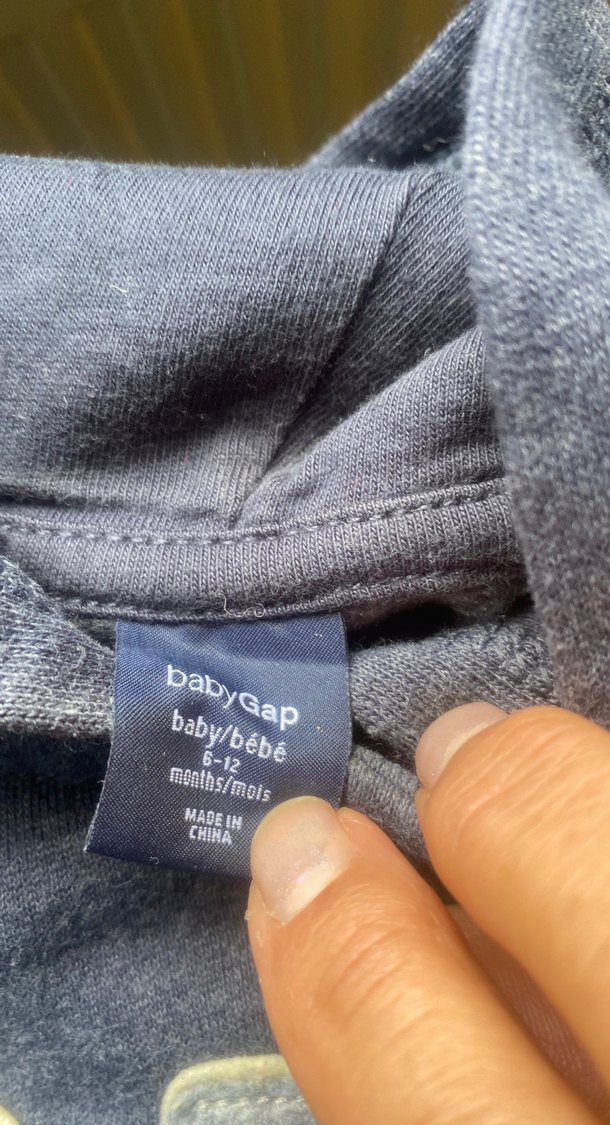 babyGap
baby/bébé
6-12
months/mois
MADE IN
CHINA